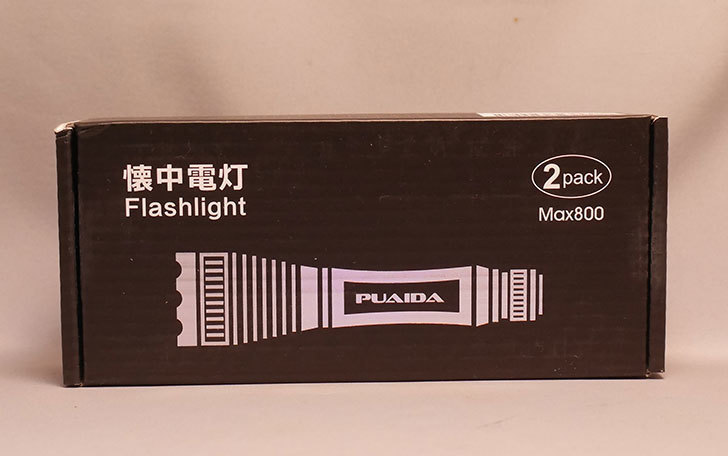 懐中電灯
Flashlight
2pack
Max800
PUAIDA